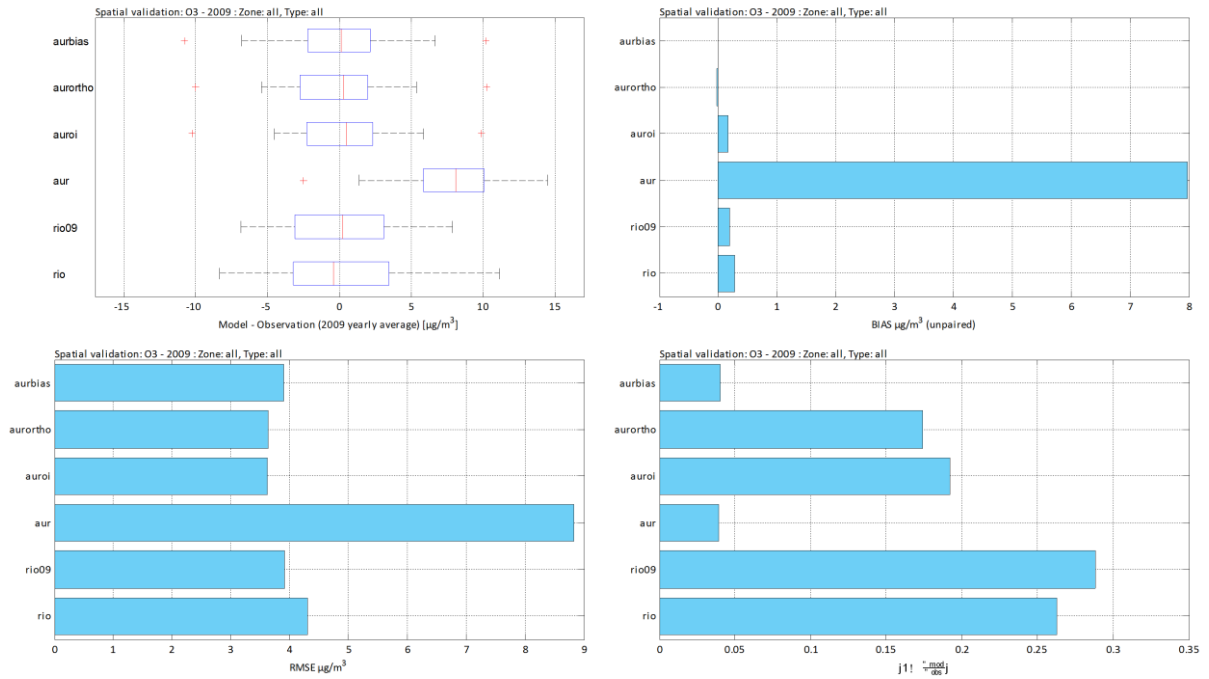 Spatial validation: O3 - 2009 : Zone: all, Type: all
aurbias
aurortho
auroi
aur
rio09
rio
-15 -10 -5 0 5 10 15
Model - Observation (2009 yearly average) [µg/m³]
Spatial validation: O3 - 2009 : Zone: all, Type: all
aurbias
aurortho
auroi
aur
rio09
rio
-1 0 1 2 3 4 5 6 7 8
BIAS µg/m³ (unpaired)
Spatial validation: O3 - 2009 : Zone: all, Type: all
aurbias
aurortho
auroi
aur
rio09
rio
0 1 2 3 4 5 6 7 8 9
RMSE µg/m³
Spatial validation: O3 - 2009 : Zone: all, Type: all
aurbias
aurortho
auroi
aur
rio09
rio
0 0.05 0.1 0.15 0.2 0.25 0.3 0.35
j1! " mod
" obs j